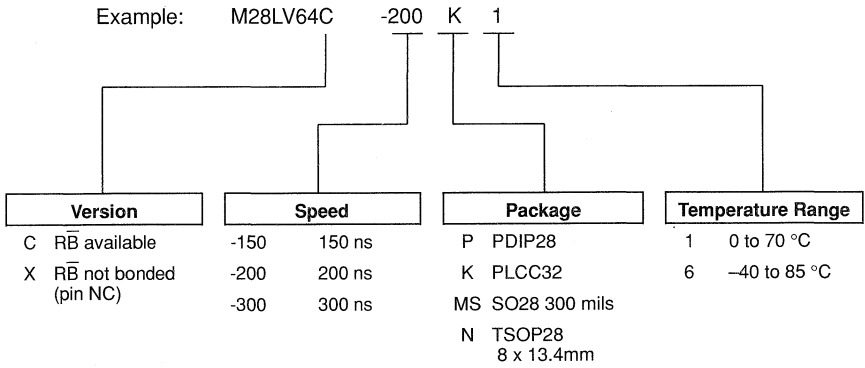 Example: M28LV64C -200 K 1
Version
C RB̅ available
X RB̅ not bonded
(pin NC)
Speed
-150 150 ns
-200 200 ns
-300 300 ns
Package
P PDIP28
K PLCC32
MS SO28 300 mils
N TSOP28
8 x 13.4mm
Temperature Range
1 0 to 70 °C
6 –40 to 85 °C